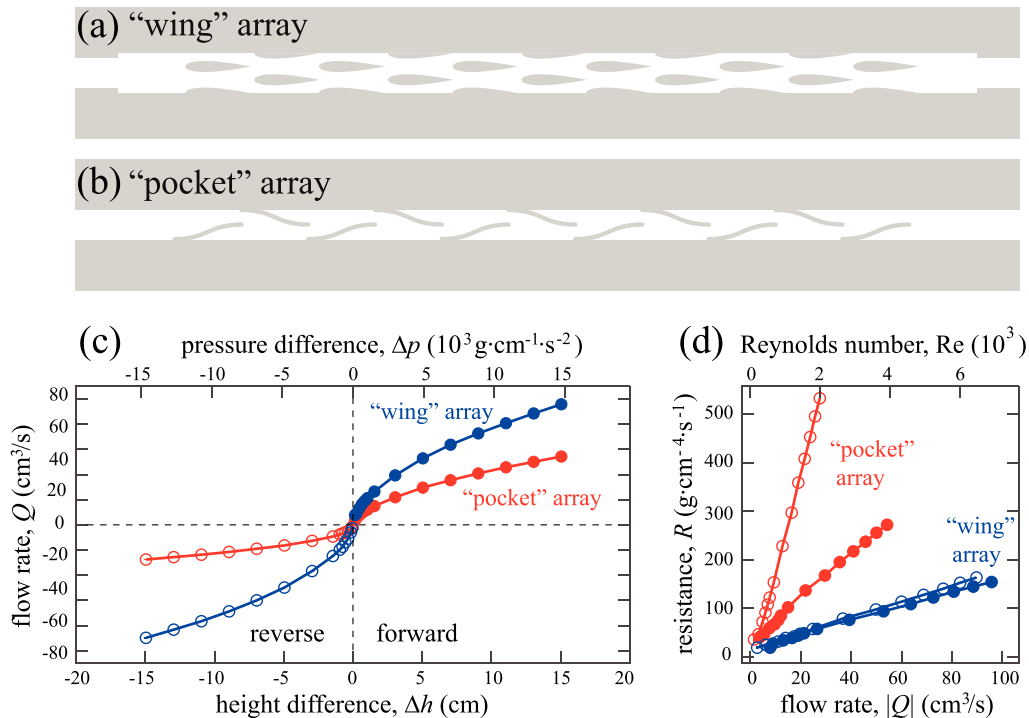 (a) “wing” array
(b) “pocket” array
(c)
pressure difference, Δp (10³ g·cm⁻¹·s⁻²)
-15 -10 -5 0 5 10 15
80
60
40
20
0
-20
-40
-60
-80
flow rate, Q (cm³/s)
“wing” array
“pocket” array
reverse
forward
-20 -15 -10 -5 0 5 10 15 20
height difference, Δh (cm)
(d)
Reynolds number, Re (10³)
0 2 4 6
500
400
300
200
100
0
resistance, R (g·cm⁻⁴·s⁻¹)
“pocket”
array
“wing”
array
0 20 40 60 80 100
flow rate, |Q| (cm³/s)